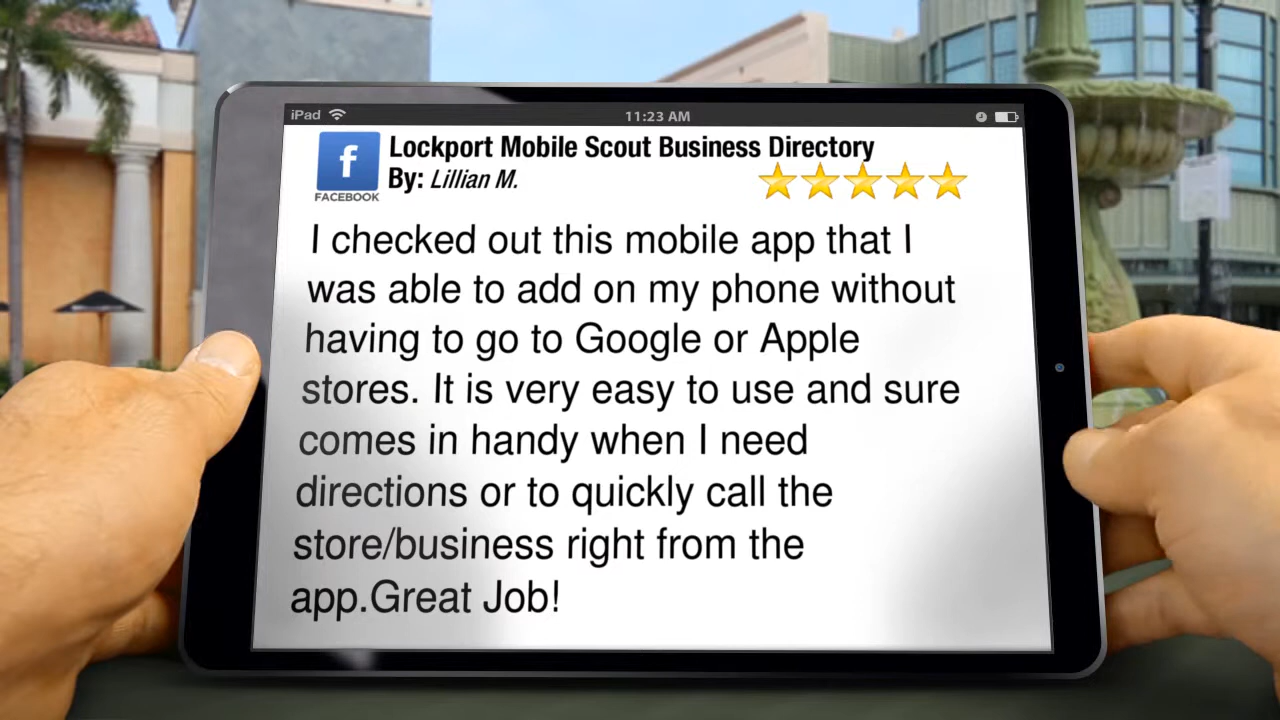 iPad 11:23 AM
f
FACEBOOK
Lockport Mobile Scout Business Directory
By: Lillian M.
I checked out this mobile app that I
was able to add on my phone without
having to go to Google or Apple
stores. It is very easy to use and sure
comes in handy when I need
directions or to quickly call the
store/business right from the
app.Great Job!